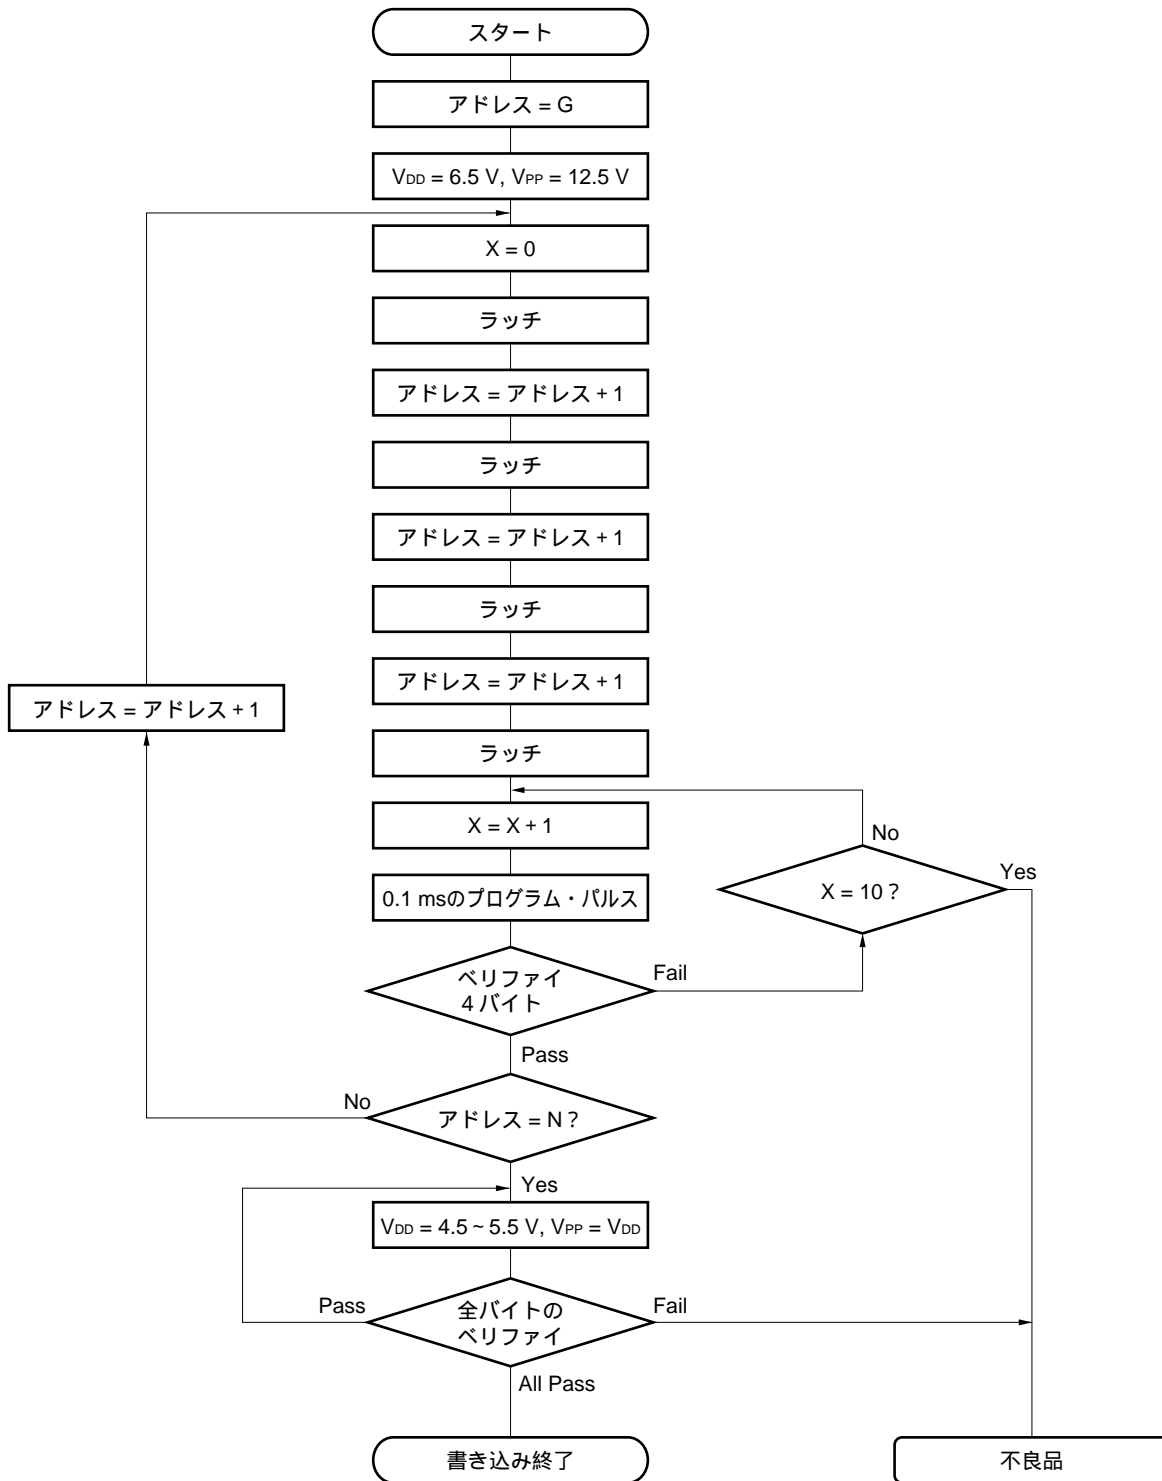 スタート
アドレス = G
VDD = 6.5 V, VPP = 12.5 V
X = 0
ラッチ
アドレス = アドレス + 1
ラッチ
アドレス = アドレス + 1
ラッチ
アドレス = アドレス + 1
アドレス = アドレス + 1
ラッチ
X = X + 1
No
Yes
X = 10 ?
0.1 msのプログラム・パルス
ベリファイ
4 バイト
Fail
Pass
No
アドレス = N ?
Yes
VDD = 4.5 ~ 5.5 V, VPP = VDD
Pass
全バイトの
ベリファイ
Fail
All Pass
書き込み終了
不良品